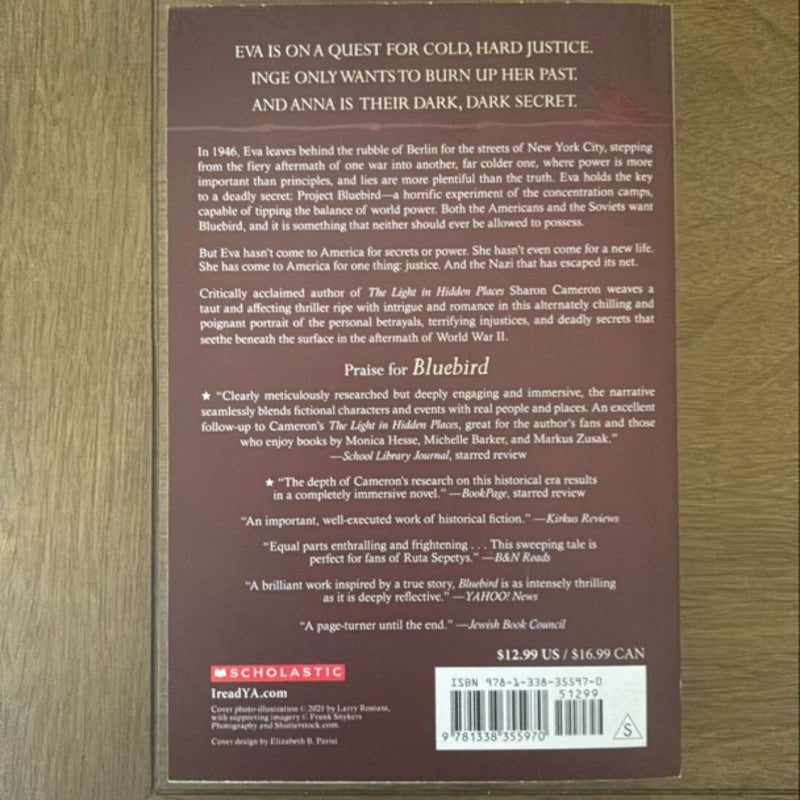 EVA IS ON A QUEST FOR COLD, HARD JUSTICE.
INGE ONLY WANTS TO BURN UP HER PAST.
AND ANNA IS THEIR DARK, DARK SECRET.
In 1946, Eva leaves behind the rubble of Berlin for the streets of New York City, stepping
from the fiery aftermath of one war into another, far colder one, where power is more
important than principles, and lies are more plentiful than the truth. Eva holds the key
to a deadly secret: Project Bluebird—a horrific experiment of the concentration camps,
capable of tipping the balance of world power. Both the Americans and the Soviets want
Bluebird, and it is something that neither should ever be allowed to possess.
But Eva hasn't come to America for secrets or power. She hasn't even come for a new life.
She has come to America for one thing: justice. And the Nazi that has escaped its net.
Critically acclaimed author of The Light in Hidden Places Sharon Cameron weaves a
taut and affecting thriller ripe with intrigue and romance in this alternately chilling and
poignant portrait of the personal betrayals, terrifying injustices, and deadly secrets that
seethe beneath the surface in the aftermath of World War II.
Praise for Bluebird
★ "Clearly meticulously researched but deeply engaging and immersive, the narrative
seamlessly blends fictional characters and events with real people and places. An excellent
follow-up to Cameron's The Light in Hidden Places, great for the author's fans and those
who enjoy books by Monica Hesse, Michelle Barker, and Markus Zusak."
—School Library Journal, starred review
★ "The depth of Cameron's research on this historical era results
in a completely immersive novel." —BookPage, starred review
"An important, well-executed work of historical fiction." —Kirkus Reviews
"Equal parts enthralling and frightening . . . This sweeping tale is
perfect for fans of Ruta Sepetys." —B&N Reads
"A brilliant work inspired by a true story, Bluebird is as intensely thrilling
as it is deeply reflective." —YAHOO! News
"A page-turner until the end." —Jewish Book Council
$12.99 US / $16.99 CAN
SCHOLASTIC
IreadYA.com
Cover photo-illustration © 2021 by Larry Rostant,
with supporting imagery © Frank Snykers
Photography and Shutterstock.com.
Cover design by Elizabeth B. Parisi
ISBN 978-1-338-35597-0
51299
9 781338 355970
S